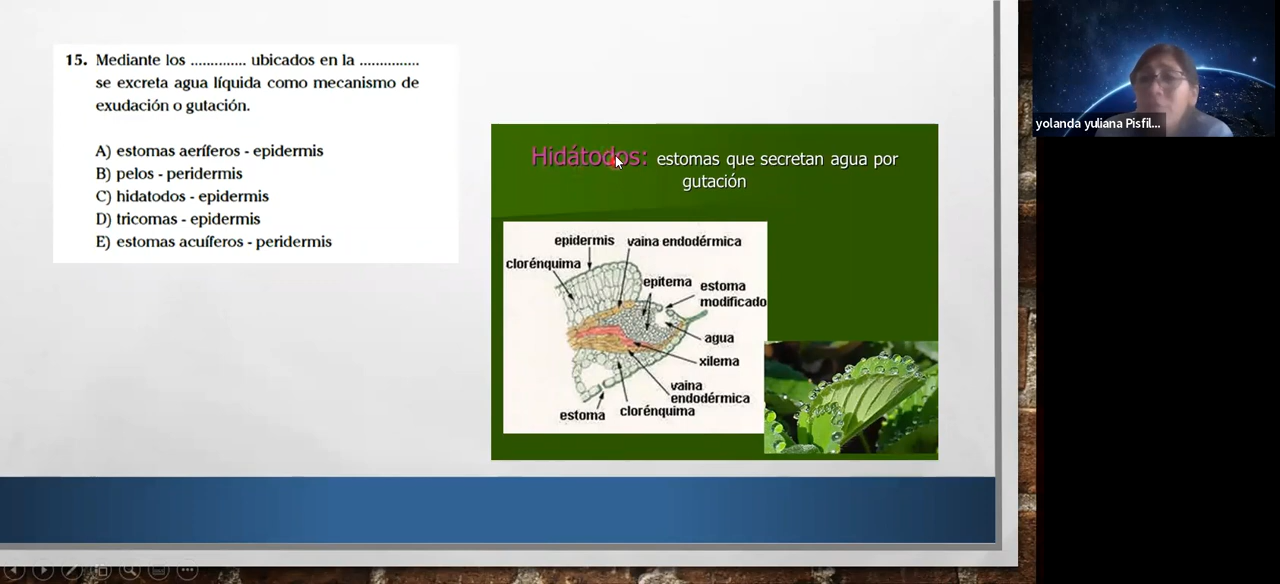 15. Mediante los ............. ubicados en la ...............
se excreta agua líquida como mecanismo de
exudación o gutación.
A) estomas aeríferos - epidermis
B) pelos - peridermis
C) hidatodos - epidermis
D) tricomas - epidermis
E) estomas acuíferos - peridermis
Hidátodos: estomas que secretan agua por
gutación
epidermis
vaina endodérmica
clorénquima
epitema
estoma
modificado
agua
xilema
vaina
endodérmica
estoma
clorénquima
yolanda yuliana Pisfil...